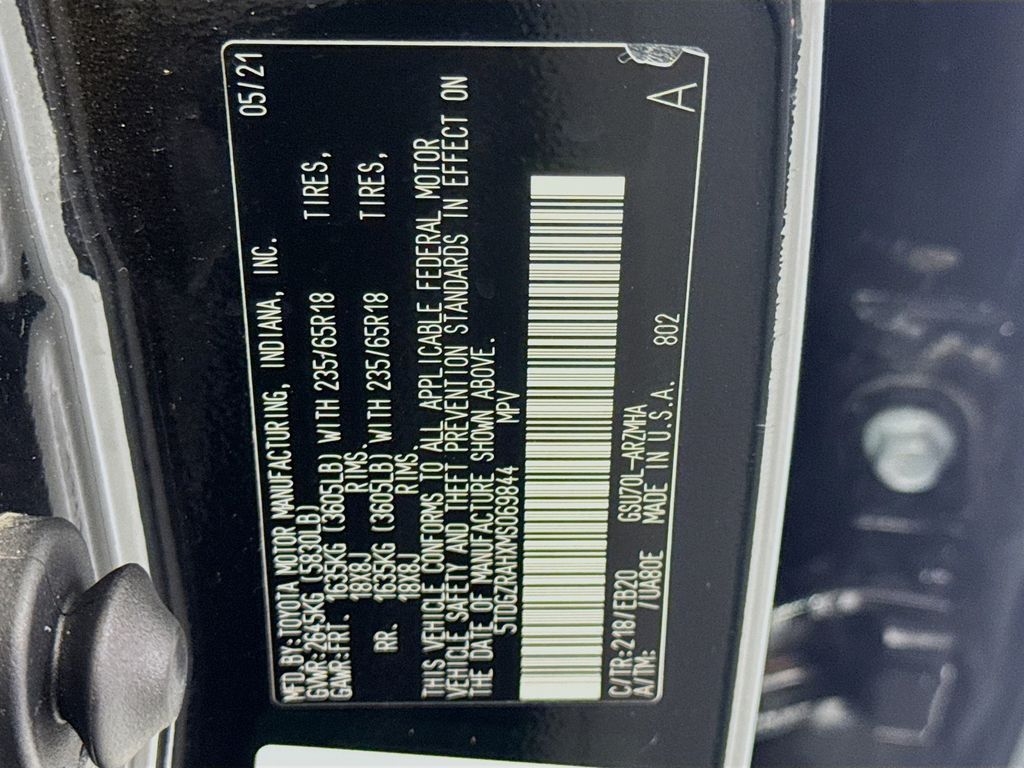 MFD.BY:TOYOTA MOTOR MANUFACTURING, INDIANA, INC. 05/21
GVWR:2645KG (5830LB)
GAWR:FRT. 1635KG (3605LB) WITH 235/65R18 TIRES,
18X8J RIMS.
RR. 1635KG (3605LB) WITH 235/65R18 TIRES,
18X8J RIMS.
THIS VEHICLE CONFORMS TO ALL APPLICABLE FEDERAL MOTOR
VEHICLE SAFETY AND THEFT PREVENTION STANDARDS IN EFFECT ON
THE DATE OF MANUFACTURE SHOWN ABOVE.
5TDGZRAHXMS069844 MPV
C/TR:218/EB20 GSU70L-ARZMHA
A/TM: /UA80E MADE IN U.S.A. 802
A